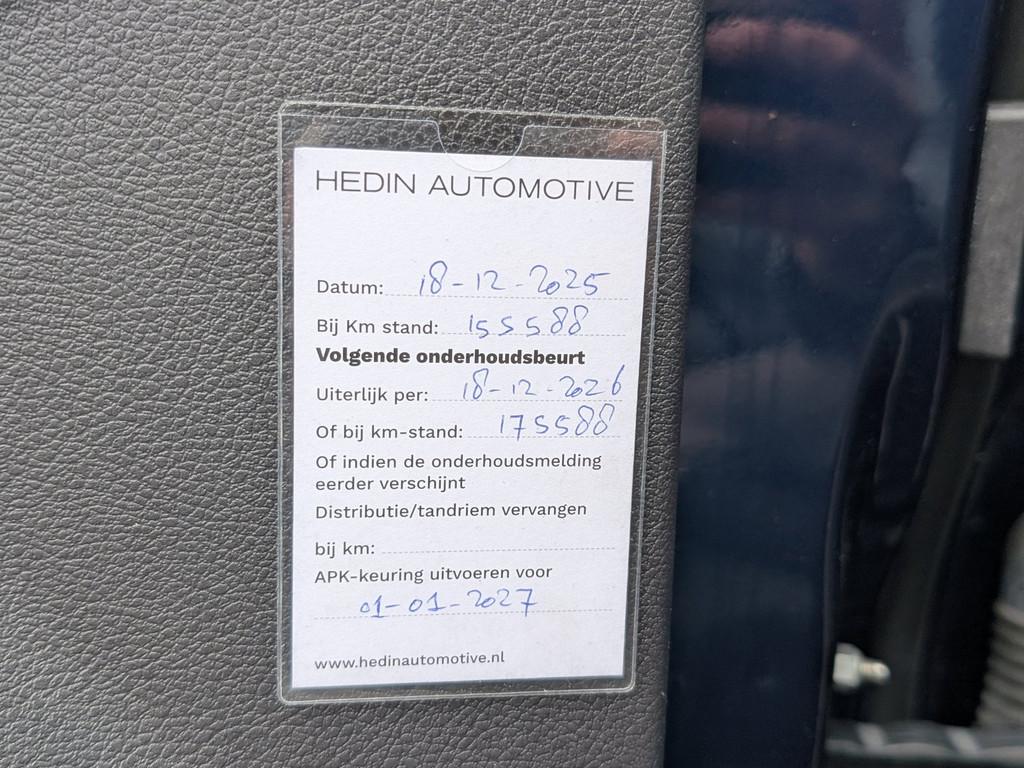 HEDIN AUTOMOTIVE
Datum: 18-12-2025
Bij Km stand: 155588
Volgende onderhoudsbeurt
Uiterlijk per: 18-12-2026
Of bij km-stand: 175588
Of indien de onderhoudsmelding
eerder verschijnt
Distributie/tandriem vervangen
bij km:
APK-keuring uitvoeren voor
01-01-2027
www.hedinautomotive.nl